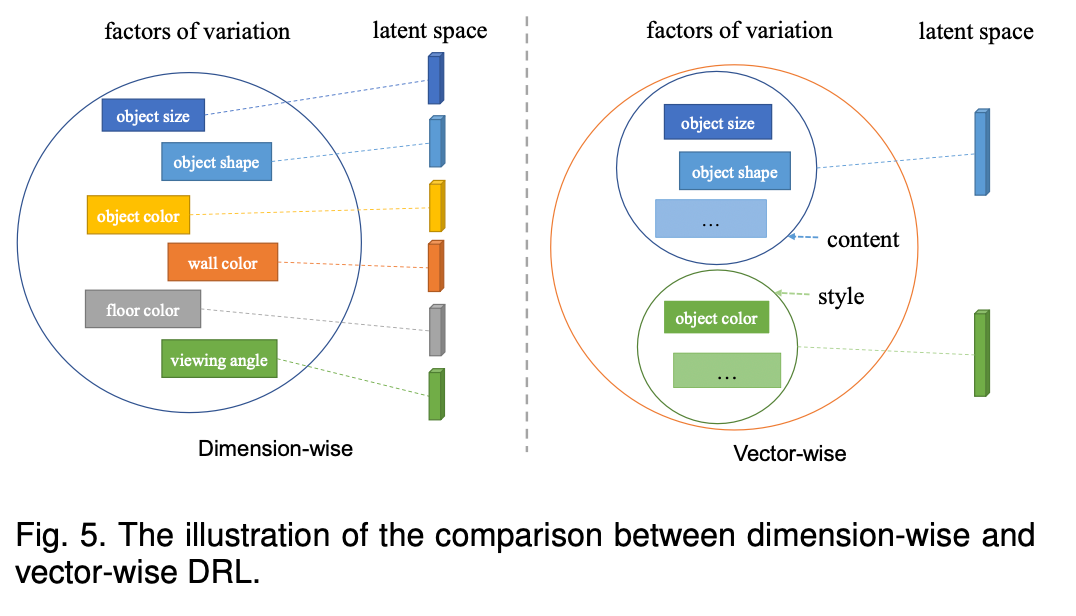 factors of variation
latent space
object size
object shape
object color
wall color
floor color
viewing angle
Dimension-wise
factors of variation
latent space
object size
object shape
...
content
style
object color
...
Vector-wise
Fig. 5. The illustration of the comparison between dimension-wise and
vector-wise DRL.